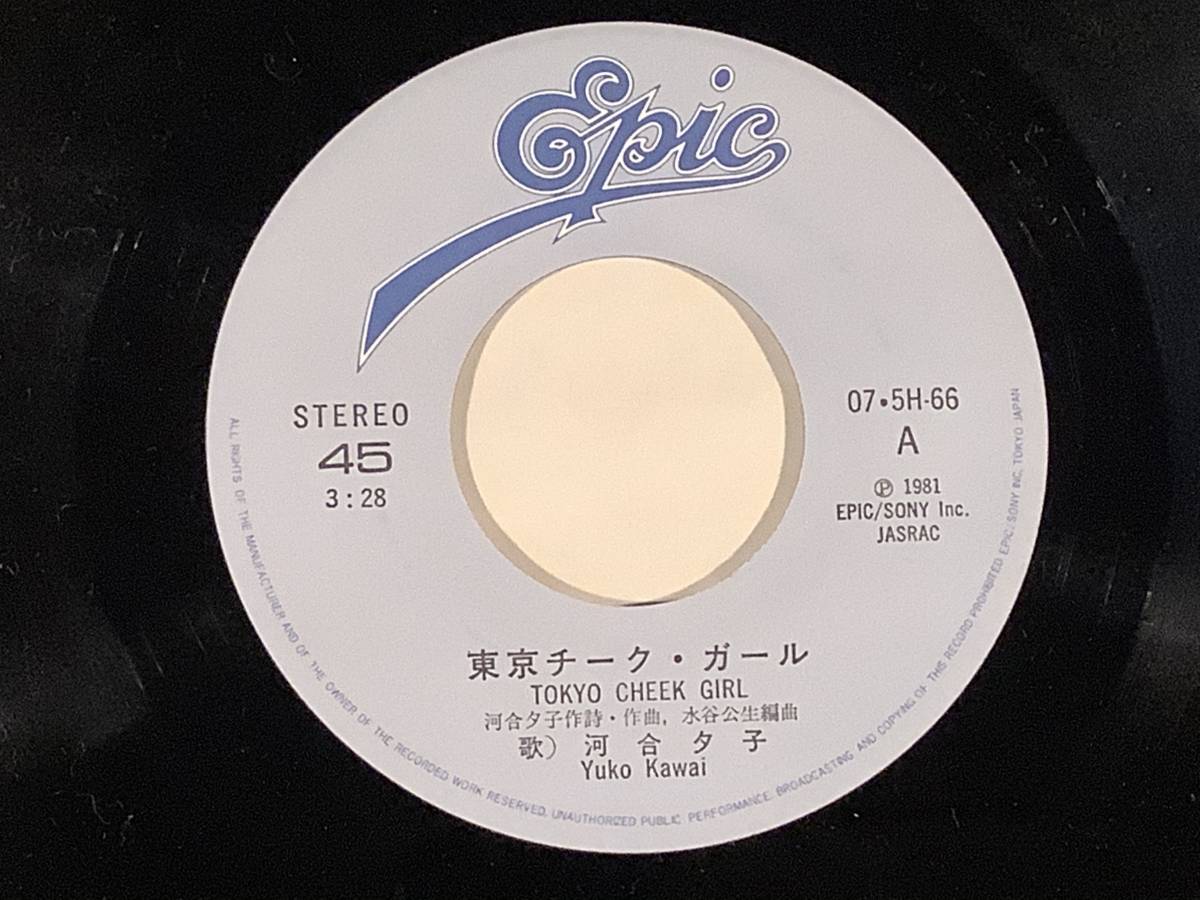 Epic
STEREO
45
3:28
07・5H-66
A
Ⓟ 1981
EPIC/SONY Inc.
JASRAC
東京チーク・ガール
TOKYO CHEEK GIRL
河合夕子作詩・作曲, 水谷公生編曲
歌) 河合夕子
Yuko Kawai
ALL RIGHTS OF THE MANUFACTURER AND OF THE OWNER OF THE RECORDED WORK RESERVED. UNAUTHORIZED PUBLIC PERFORMANCE. BROADCASTING AND COPYING OF THIS RECORD PROHIBITED EPIC/SONY INC. TOKYO JAPAN